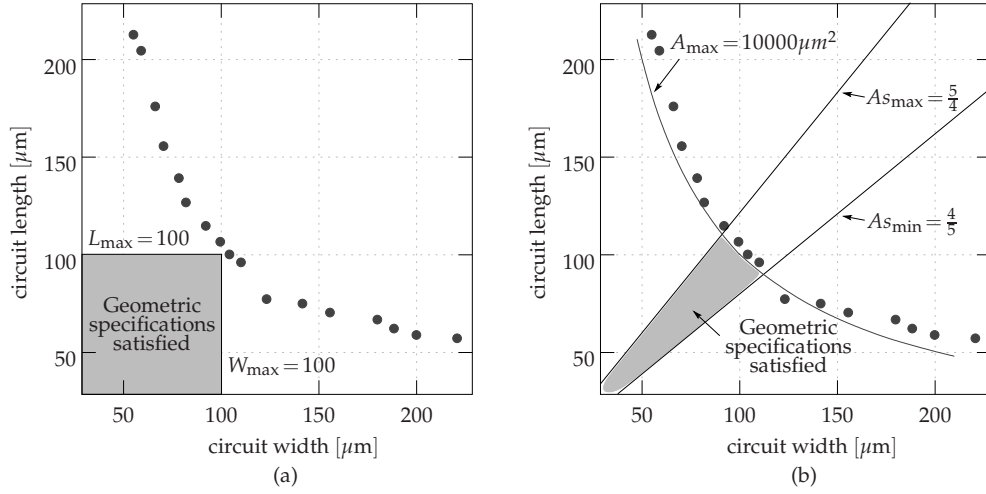 200
150
100
50
circuit length [μm]
L_max = 100
Geometric
specifications
satisfied
W_max = 100
50 100 150 200
circuit width [μm]
(a)
200
150
100
50
circuit length [μm]
A_max = 10000μm²
As_max = 5/4
As_min = 4/5
Geometric
specifications
satisfied
50 100 150 200
circuit width [μm]
(b)